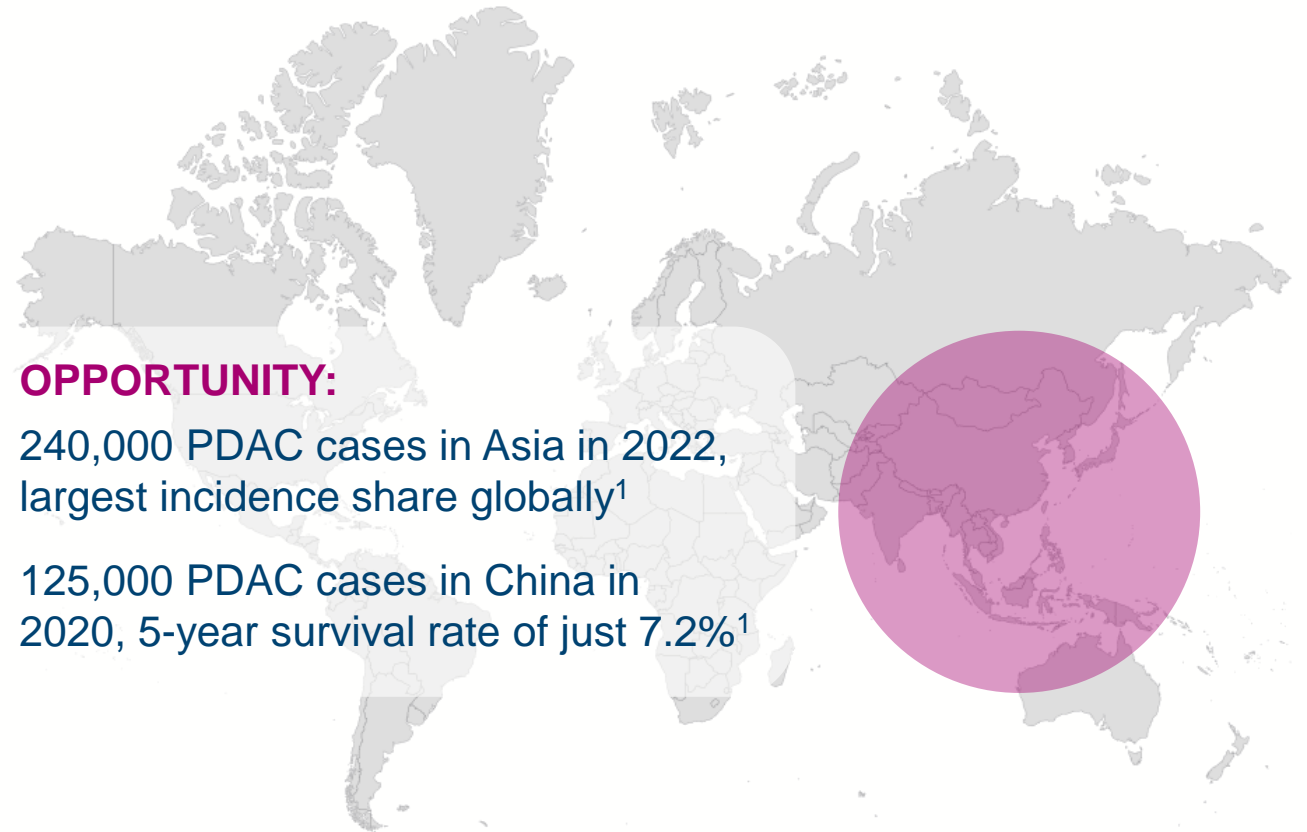 OPPORTUNITY:
240,000 PDAC cases in Asia in 2022,
largest incidence share globally¹
125,000 PDAC cases in China in
2020, 5-year survival rate of just 7.2%¹